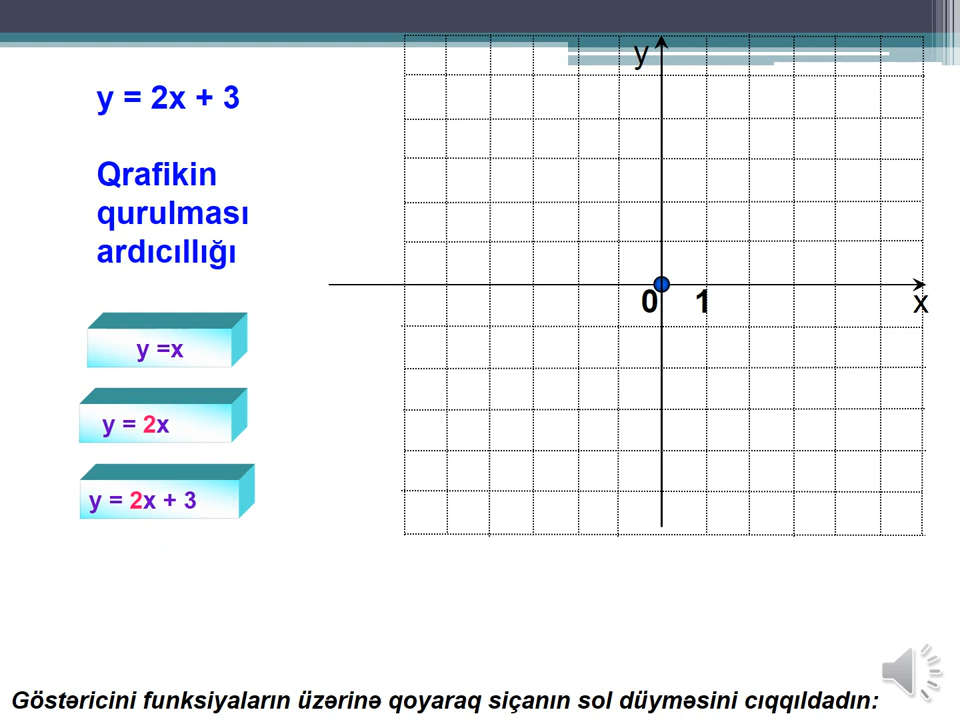 y = 2x + 3
Qrafikin
qurulması
ardıcıllığı
y =x
y = 2x
y = 2x + 3
y
0 1
x
Göstəricini funksiyaların üzərinə qoyaraq siçanın sol düyməsini cıqqıldadın: